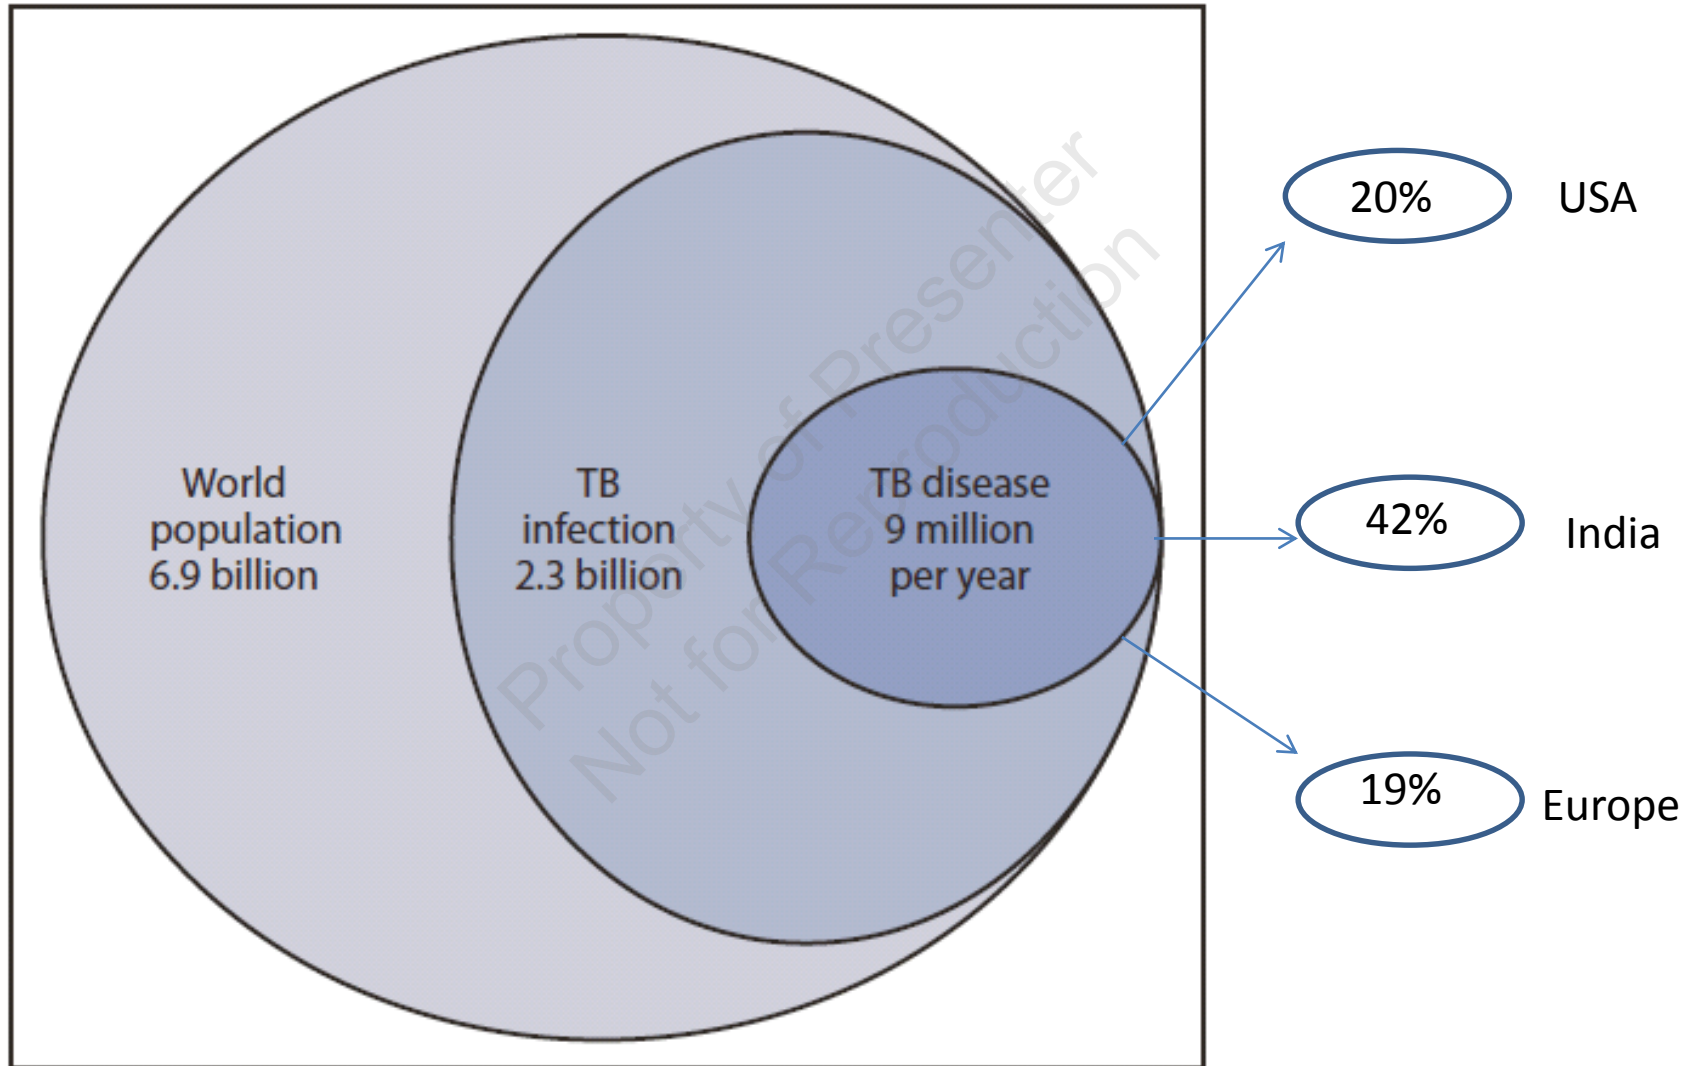 World
population
6.9 billion
TB
infection
2.3 billion
TB disease
9 million
per year
20%
USA
42%
India
19%
Europe
Property of Presenter
Not for Reproduction